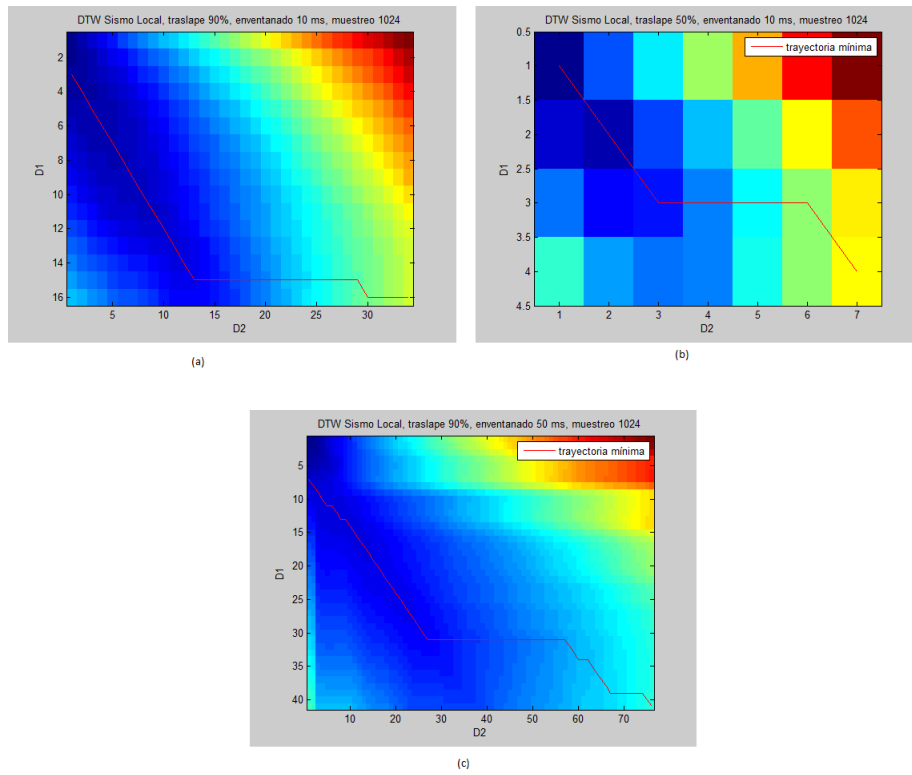 DTW Sismo Local, traslape 90%, enventanado 10 ms, muestreo 1024
D1
2
4
6
8
10
12
14
16
5 10 15 20 25 30
D2
(a)
DTW Sismo Local, traslape 50%, enventanado 10 ms, muestreo 1024
trayectoria mínima
D1
0.5
1
1.5
2
2.5
3
3.5
4
4.5
1 2 3 4 5 6 7
D2
(b)
DTW Sismo Local, traslape 90%, enventanado 50 ms, muestreo 1024
trayectoria mínima
D1
5
10
15
20
25
30
35
40
10 20 30 40 50 60 70
D2
(c)